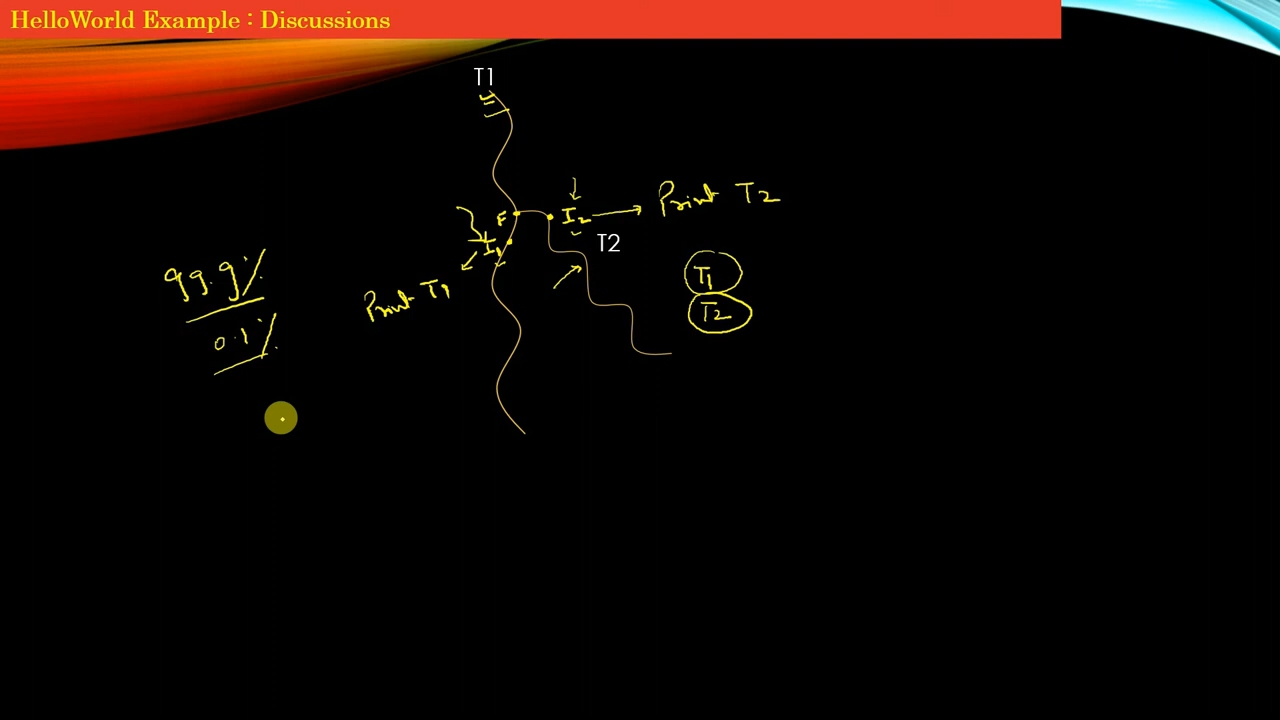 HelloWorld Example : Discussions
T1
F
I2
Print T2
T2
I1
Print T1
99.9%
0.1%
T1
T2